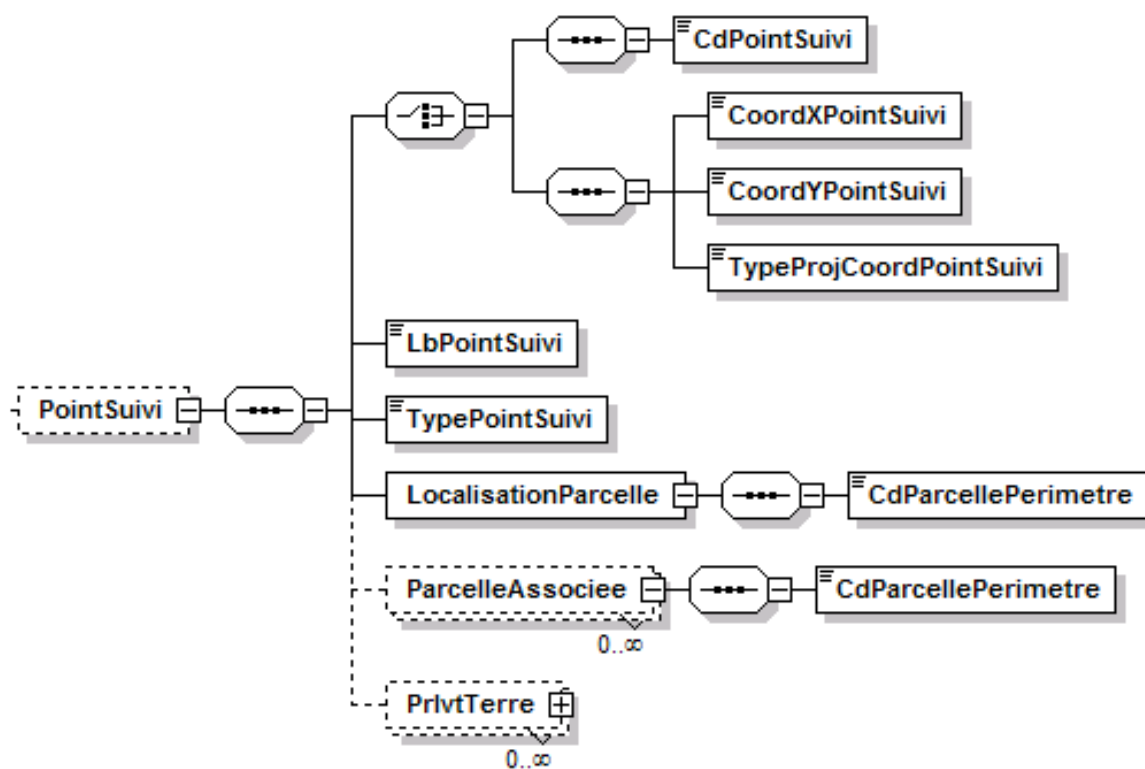 CdPointSuivi
CoordXPointSuivi
CoordYPointSuivi
TypeProjCoordPointSuivi
LbPointSuivi
PointSuivi
TypePointSuivi
LocalisationParcelle
CdParcellePerimetre
ParcelleAssociee
CdParcellePerimetre
0..∞
PrlvtTerre
0..∞